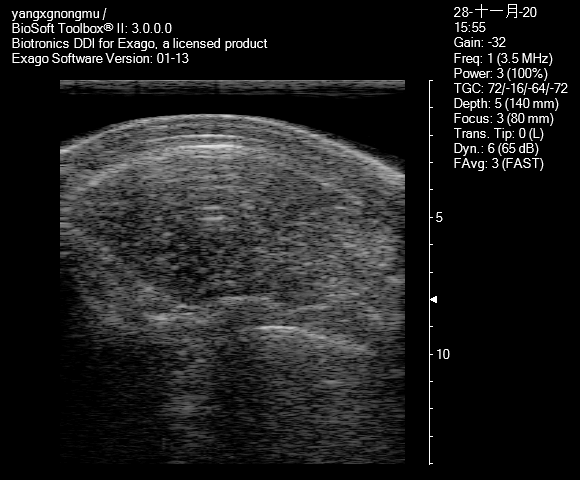 yangxgnongmu /
BioSoft Toolbox® II: 3.0.0.0
Biotronics DDI for Exago, a licensed product
Exago Software Version: 01-13
28-十一月-20
15:55
Gain: -32
Freq: 1 (3.5 MHz)
Power: 3 (100%)
TGC: 72/-16/-64/-72
Depth: 5 (140 mm)
Focus: 3 (80 mm)
Trans. Tip: 0 (L)
Dyn.: 6 (65 dB)
FAvg: 3 (FAST)
5
10